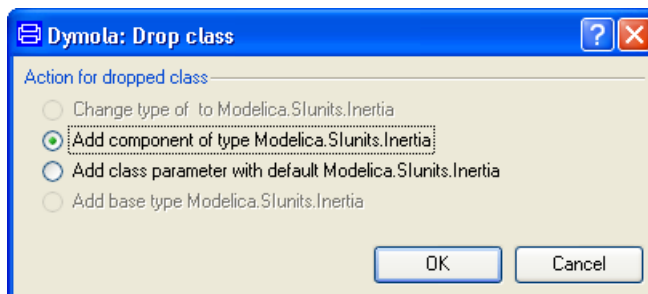 Dymola: Drop class
Action for dropped class
Change type of to Modelica.SIunits.Inertia
Add component of type Modelica.SIunits.Inertia
Add class parameter with default Modelica.SIunits.Inertia
Add base type Modelica.SIunits.Inertia
OK Cancel